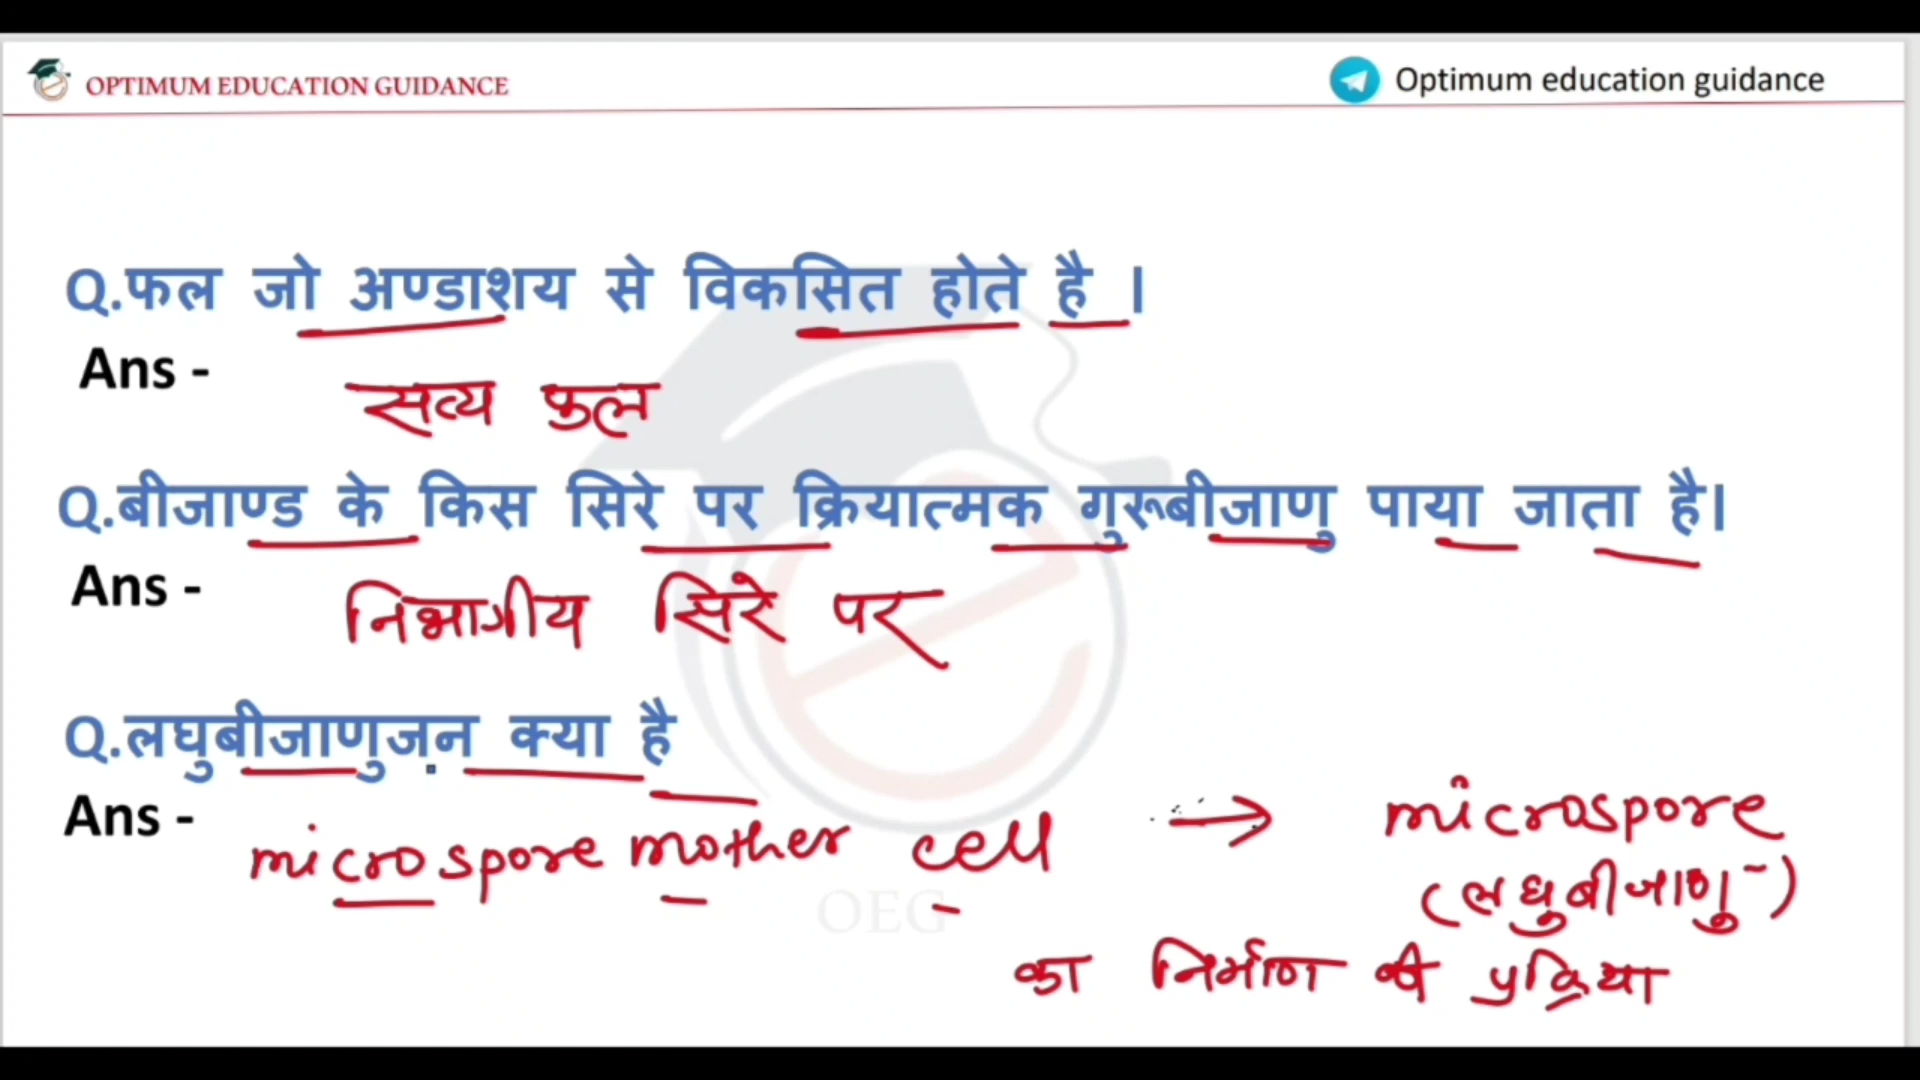 OPTIMUM EDUCATION GUIDANCE
Optimum education guidance
Q.फल जो अण्डाशय से विकसित होते है ।
Ans -
सत्य फल
Q.बीजाण्ड के किस सिरे पर क्रियात्मक गुरूबीजाणु पाया जाता है।
Ans -
निभागीय सिरे पर
Q.लघुबीजाणुजन क्या है
Ans -
microspore mother cell → microspore
(लघुबीजाणु)
का निर्माण की प्रक्रिया
OEG